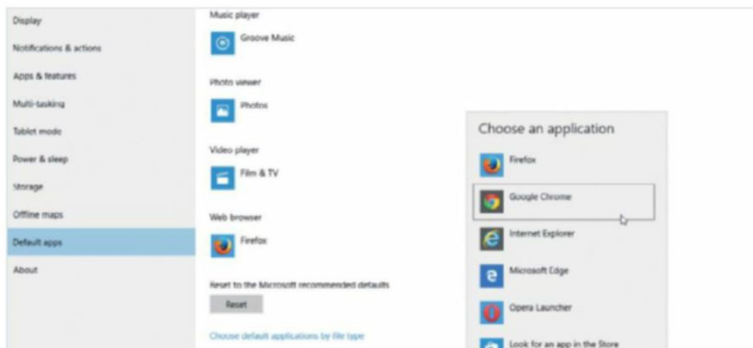 Display
Notifications & actions
Apps & features
Multi-tasking
Tablet mode
Power & sleep
Storage
Offline maps
Default apps
About
Music player
Groove Music
Photo viewer
Photos
Video player
Film & TV
Web browser
Firefox
Reset to the Microsoft recommended defaults
Reset
Choose default applications by file type
Choose an application
Firefox
Google Chrome
Internet Explorer
Microsoft Edge
Opera Launcher
Look for an app in the Store